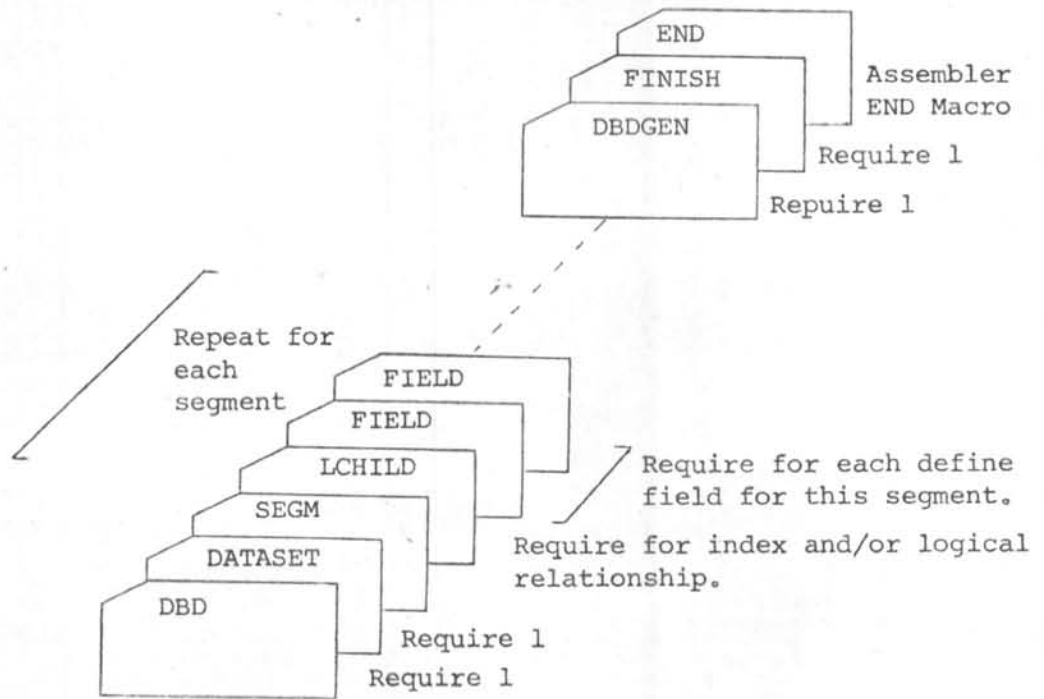 END
FINISH
Assembler
END Macro
DBDGEN
Require 1
Repuire 1
Repeat for
each
segment
FIELD
FIELD
LCHILD
Require for each define
field for this segment.
SEGM
Require for index and/or logical
relationship.
DATASET
DBD
Require 1
Require 1